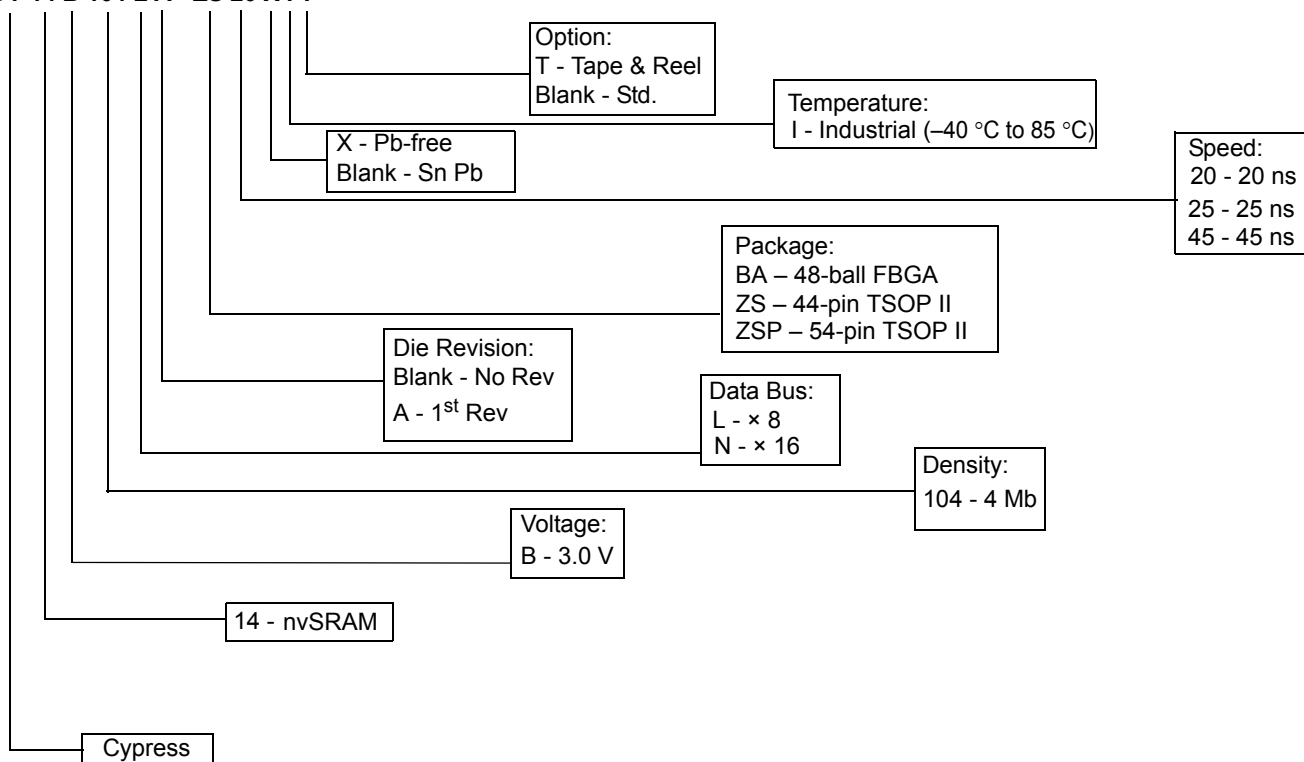 Option:
T - Tape & Reel
Blank - Std.
Temperature:
I - Industrial (–40 °C to 85 °C)
X - Pb-free
Blank - Sn Pb
Speed:
20 - 20 ns
25 - 25 ns
45 - 45 ns
Package:
BA – 48-ball FBGA
ZS – 44-pin TSOP II
ZSP – 54-pin TSOP II
Die Revision:
Blank - No Rev
A - 1st Rev
Data Bus:
L - × 8
N - × 16
Density:
104 - 4 Mb
Voltage:
B - 3.0 V
14 - nvSRAM
Cypress